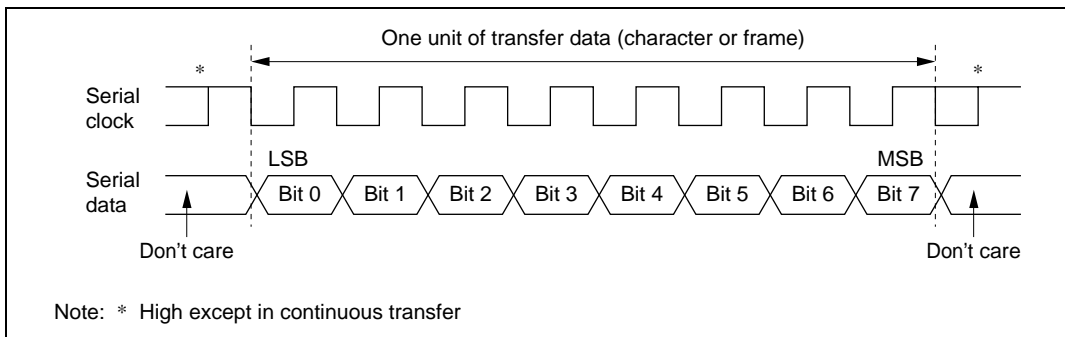 One unit of transfer data (character or frame)
* *
Serial
clock
LSB MSB
Serial
data
Bit 0 Bit 1 Bit 2 Bit 3 Bit 4 Bit 5 Bit 6 Bit 7
Don't care Don't care
Note: * High except in continuous transfer